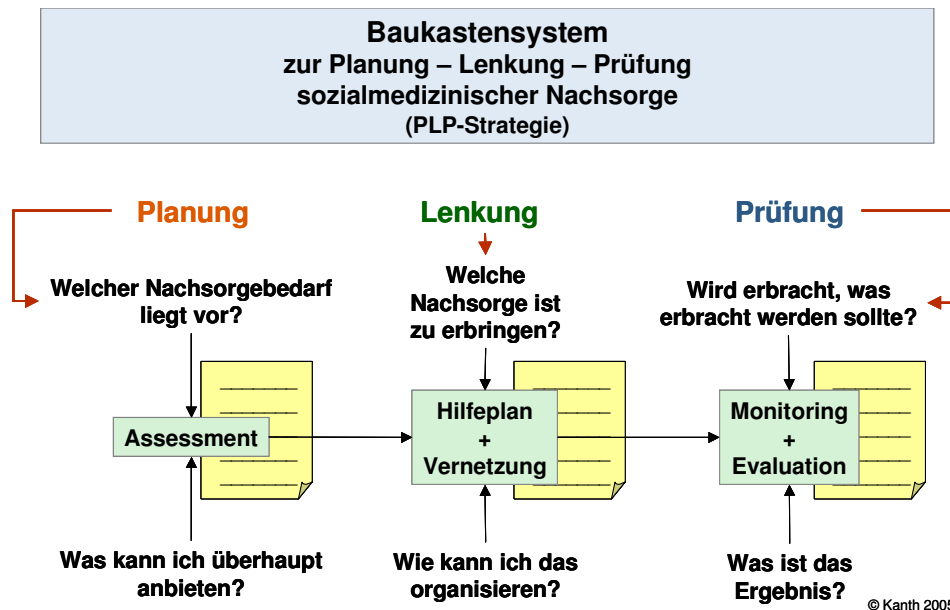 Baukastensystem
zur Planung – Lenkung – Prüfung
sozialmedizinischer Nachsorge
(PLP-Strategie)
Planung
Lenkung
Prüfung
Welcher Nachsorgebedarf
liegt vor?
Welche
Nachsorge ist
zu erbringen?
Wird erbracht, was
erbracht werden sollte?
Assessment
Hilfeplan
+
Vernetzung
Monitoring
+
Evaluation
Was kann ich überhaupt
anbieten?
Wie kann ich das
organisieren?
Was ist das
Ergebnis?
© Kanth 2005